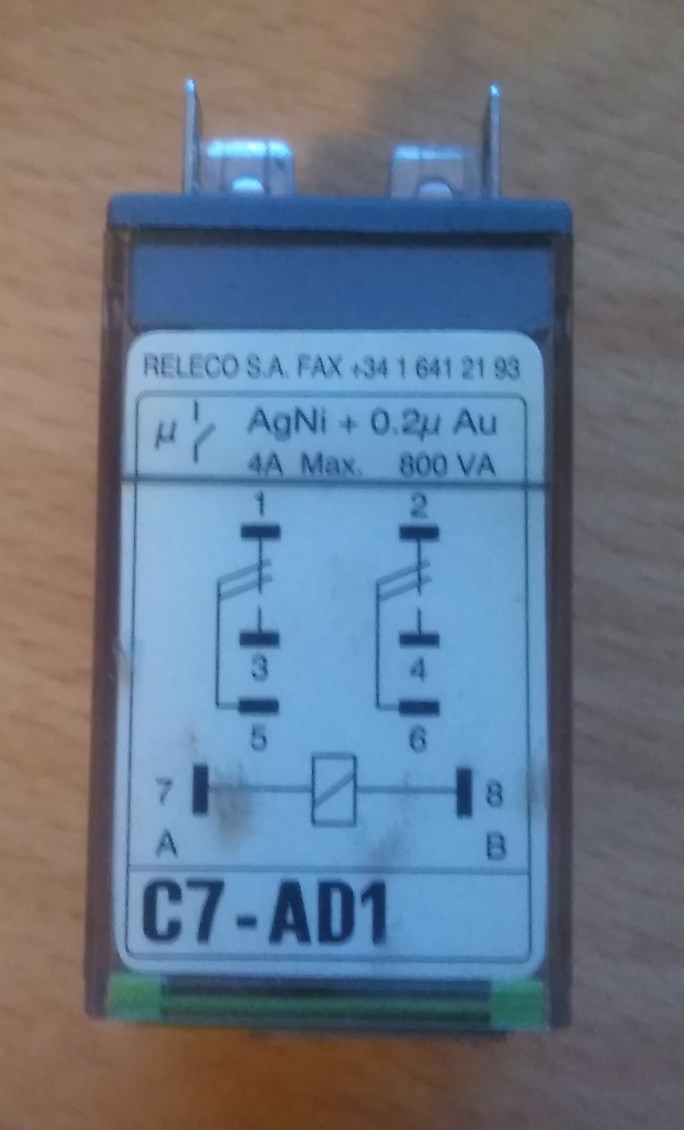 RELECO S.A. FAX +34 1 641 21 93
µ AgNi + 0.2µ Au
4A Max. 800 VA
1 2
3 4
5 6
7 8
A B
C7-AD1